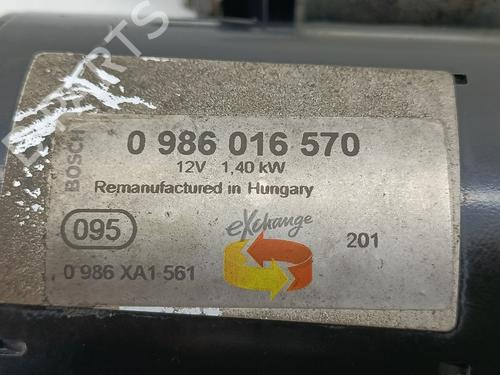 BOSCH
0 986 016 570
12V 1,40 kW
Remanufactured in Hungary
095
eXchange
201
0 986 XA1 561